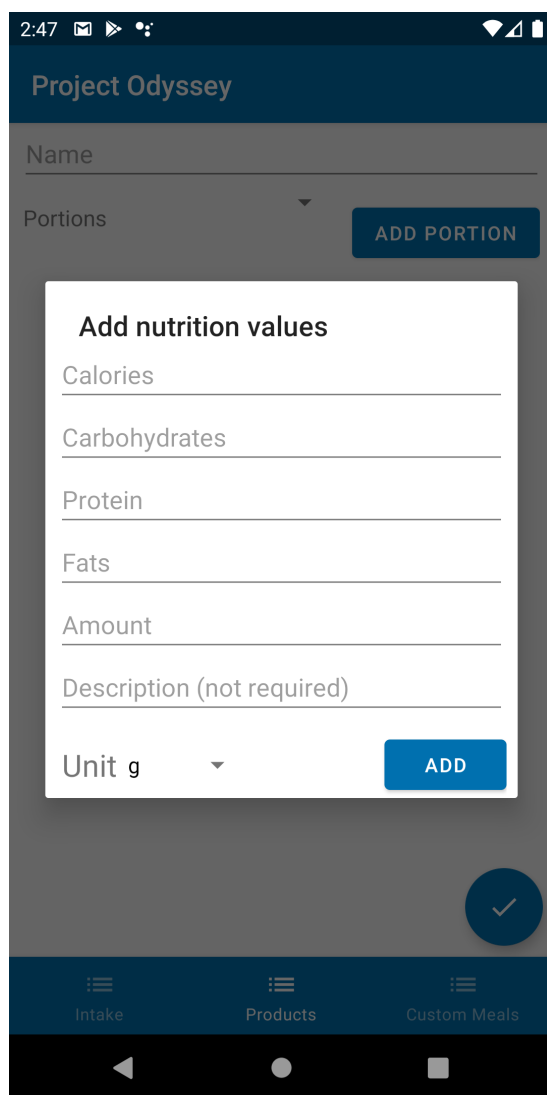 2:47
Project Odyssey
Name
Portions
ADD PORTION
Add nutrition values
Calories
Carbohydrates
Protein
Fats
Amount
Description (not required)
Unit g
ADD
Intake Products Custom Meals